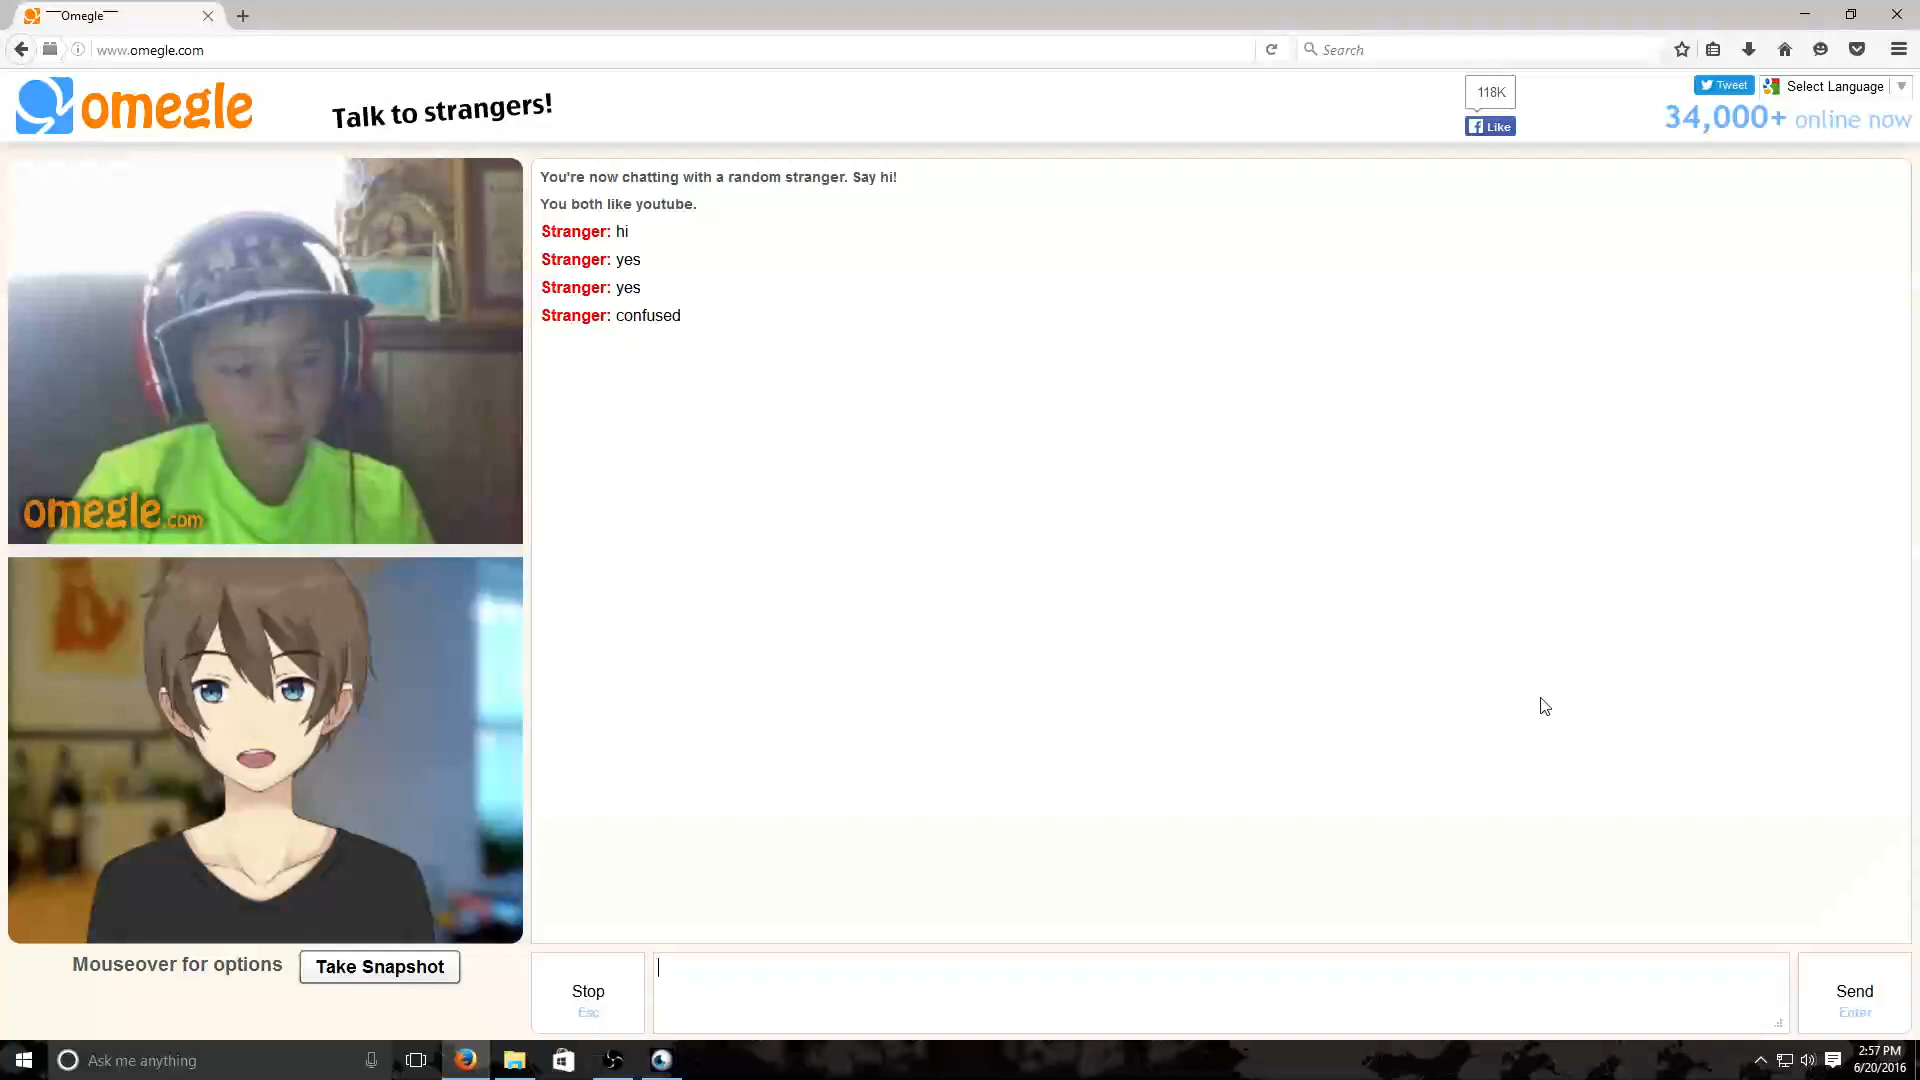 Omegle
www.omegle.com
Search
omegle
Talk to strangers!
118K
Like
Tweet
Select Language
34,000+ online now
You're now chatting with a random stranger. Say hi!
You both like youtube.
Stranger: hi
Stranger: yes
Stranger: yes
Stranger: confused
omegle.com
Mouseover for options
Take Snapshot
Stop
Esc
Send
Enter
Ask me anything
2:57 PM
6/20/2016